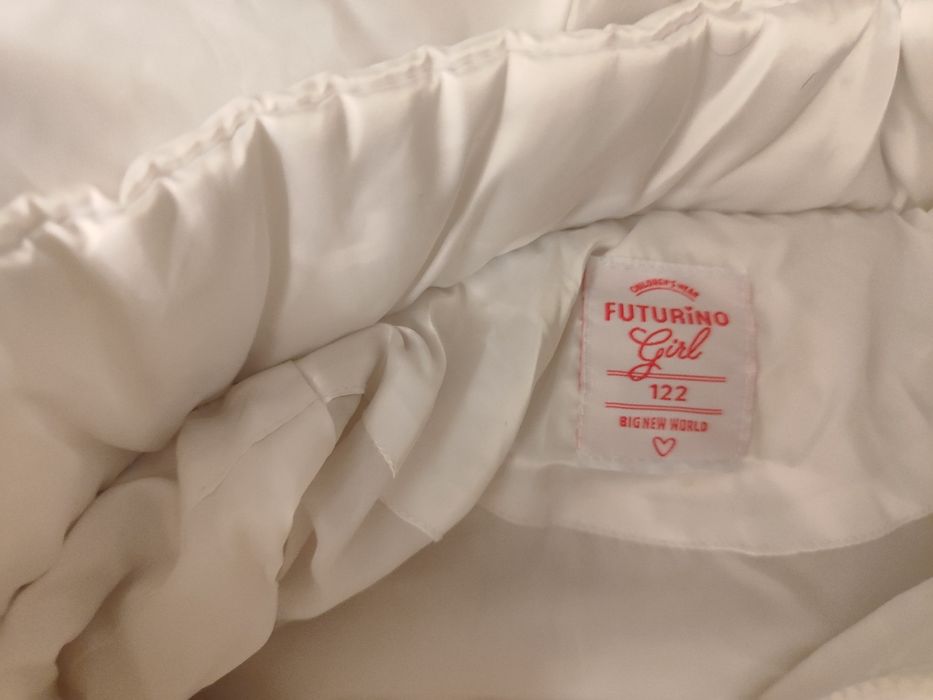 CHILDREN'S WEAR
FUTURiNO
Girl
122
BIG NEW WORLD